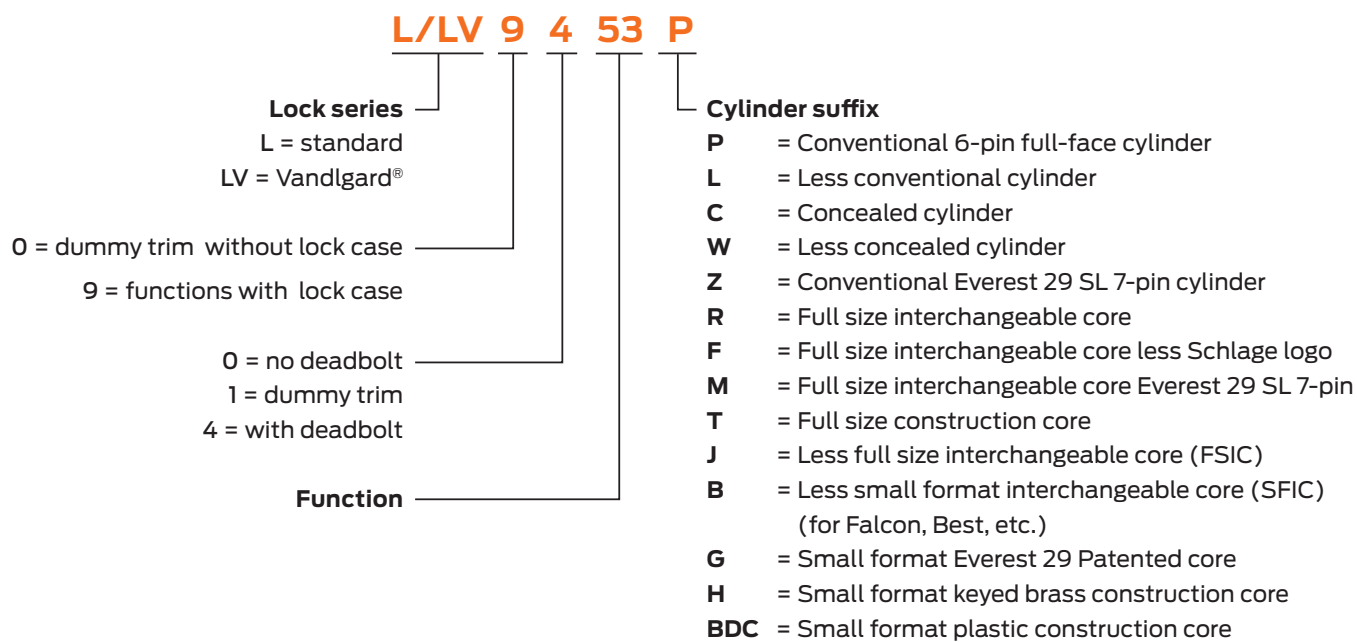 L/LV 9 4 53 P
Lock series
L = standard
LV = Vandlgard®
0 = dummy trim without lock case
9 = functions with lock case
0 = no deadbolt
1 = dummy trim
4 = with deadbolt
Function
Cylinder suffix
P = Conventional 6-pin full-face cylinder
L = Less conventional cylinder
C = Concealed cylinder
W = Less concealed cylinder
Z = Conventional Everest 29 SL 7-pin cylinder
R = Full size interchangeable core
F = Full size interchangeable core less Schlage logo
M = Full size interchangeable core Everest 29 SL 7-pin
T = Full size construction core
J = Less full size interchangeable core (FSIC)
B = Less small format interchangeable core (SFIC)
(for Falcon, Best, etc.)
G = Small format Everest 29 Patented core
H = Small format keyed brass construction core
BDC = Small format plastic construction core